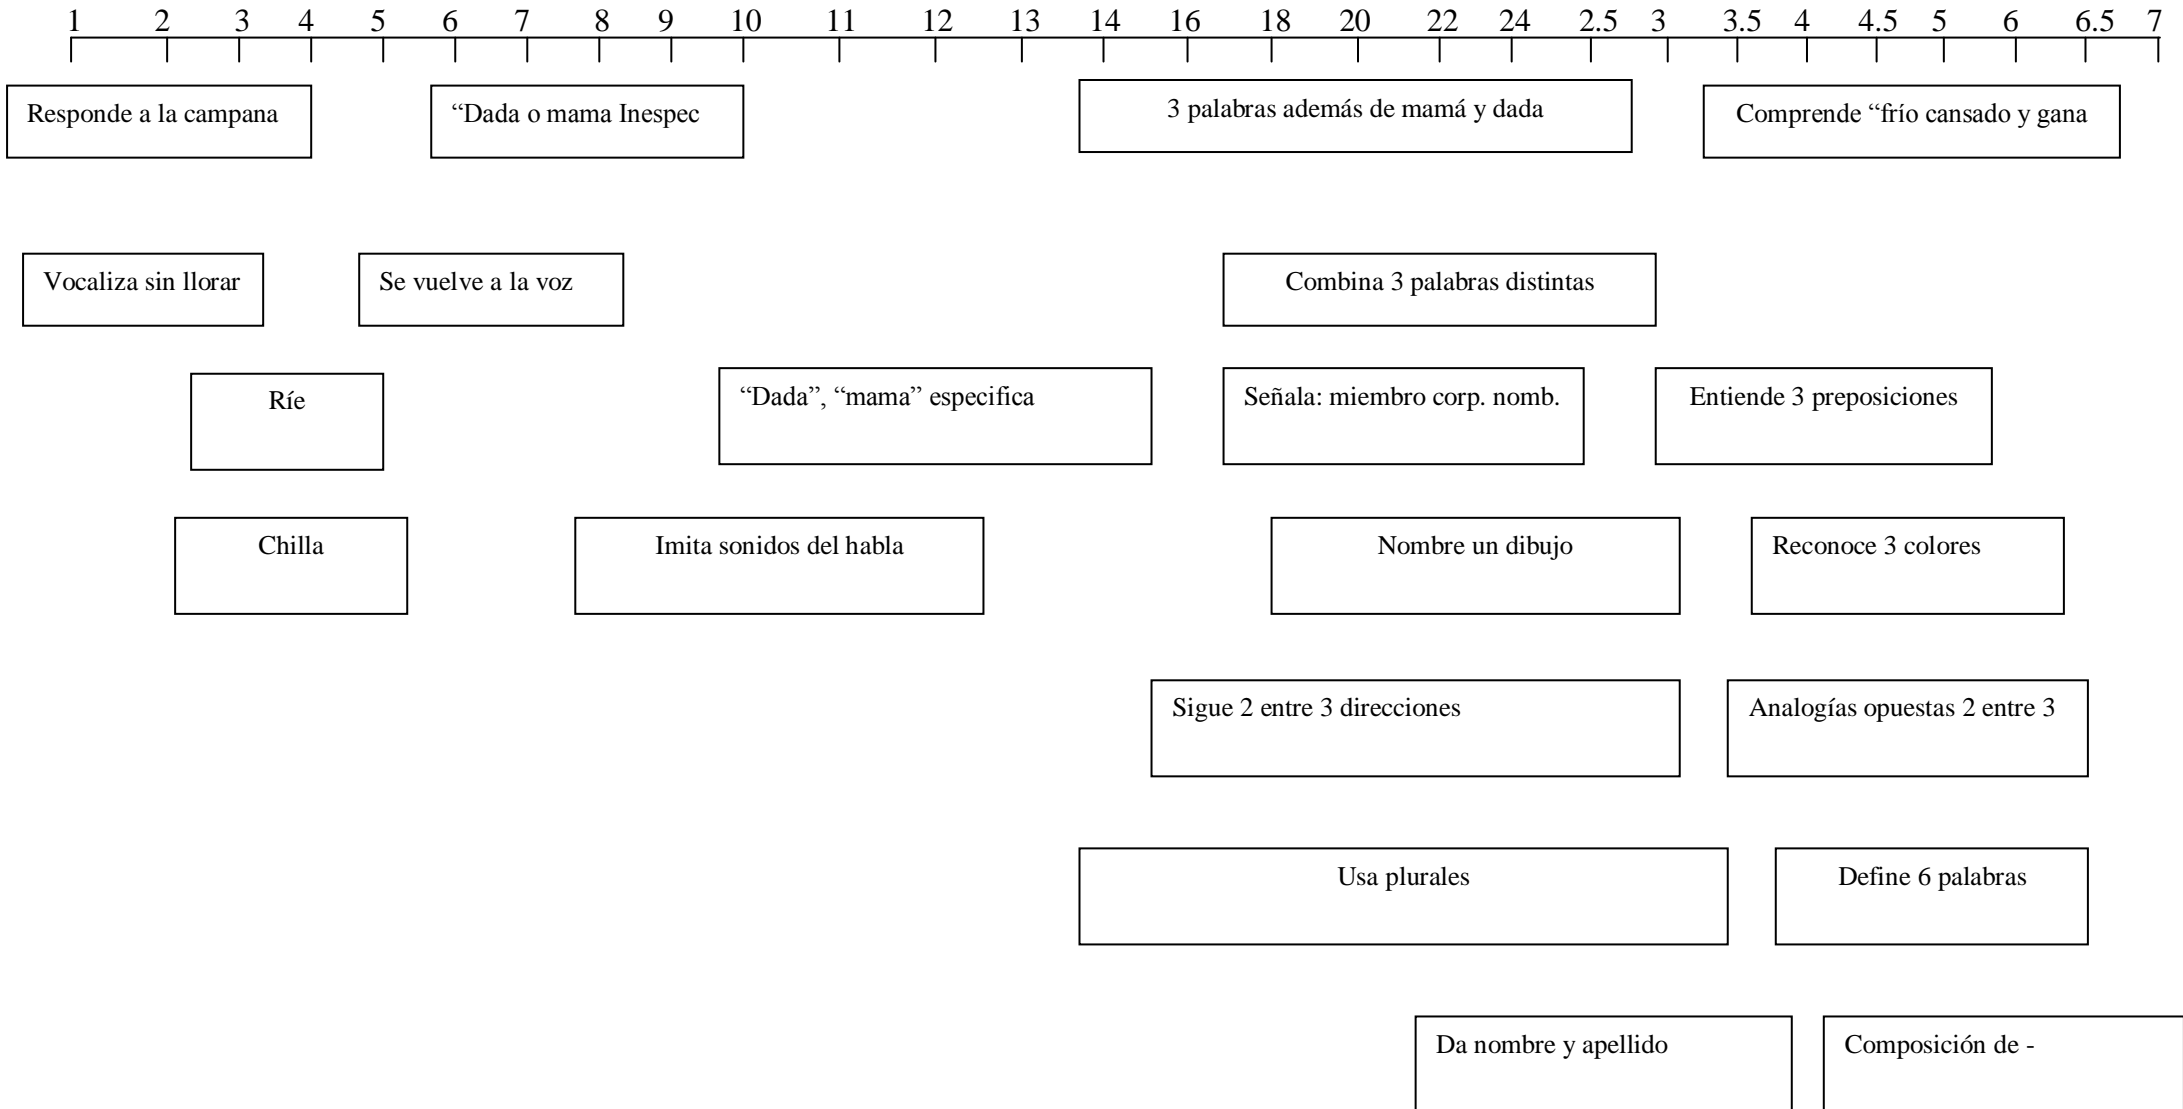 1 2 3 4 5 6 7 8 9 10 11 12 13 14 16 18 20 22 24 2.5 3 3.5 4 4.5 5 6 6.5 7
Responde a la campana
“Dada o mama Inespec
3 palabras además de mamá y dada
Comprende “frío cansado y gana
Vocaliza sin llorar
Se vuelve a la voz
Combina 3 palabras distintas
Ríe
“Dada”, “mama” especifica
Señala: miembro corp. nomb.
Entiende 3 preposiciones
Chilla
Imita sonidos del habla
Nombre un dibujo
Reconoce 3 colores
Sigue 2 entre 3 direcciones
Analogías opuestas 2 entre 3
Usa plurales
Define 6 palabras
Da nombre y apellido
Composición de -